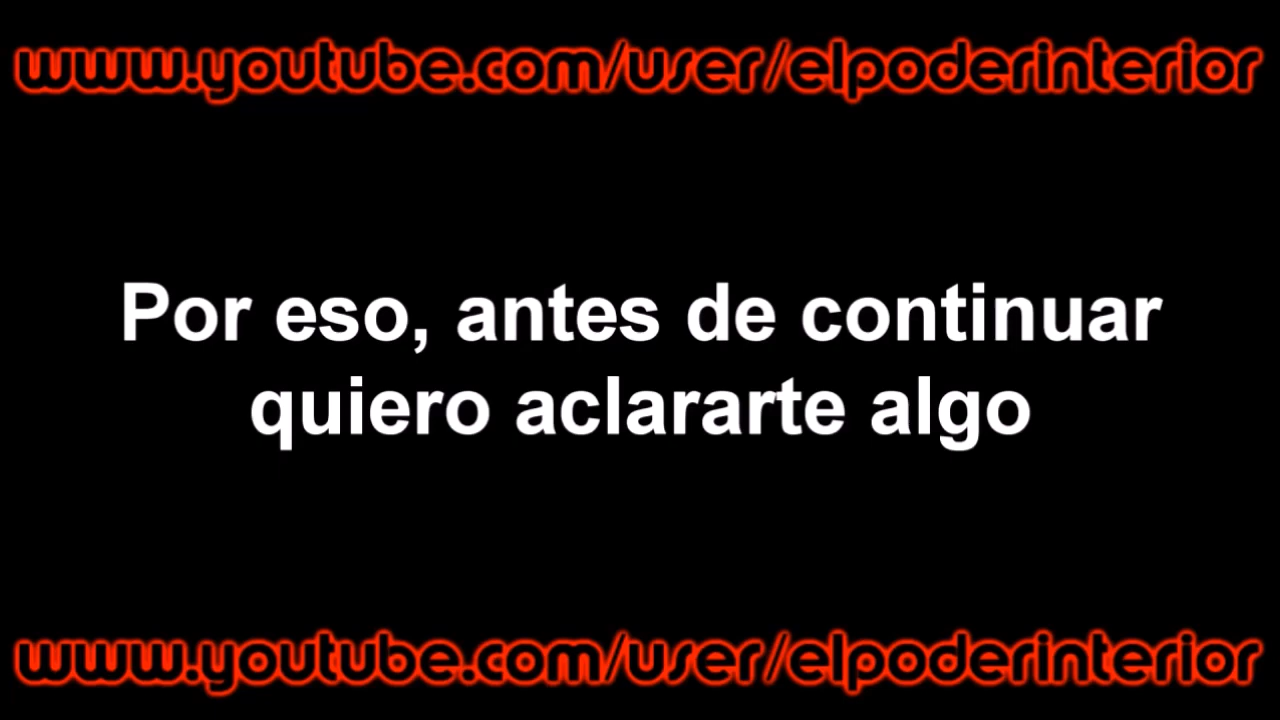 www.youtube.com/user/elpoderinterior
Por eso, antes de continuar
quiero aclararte algo
www.youtube.com/user/elpoderinterior